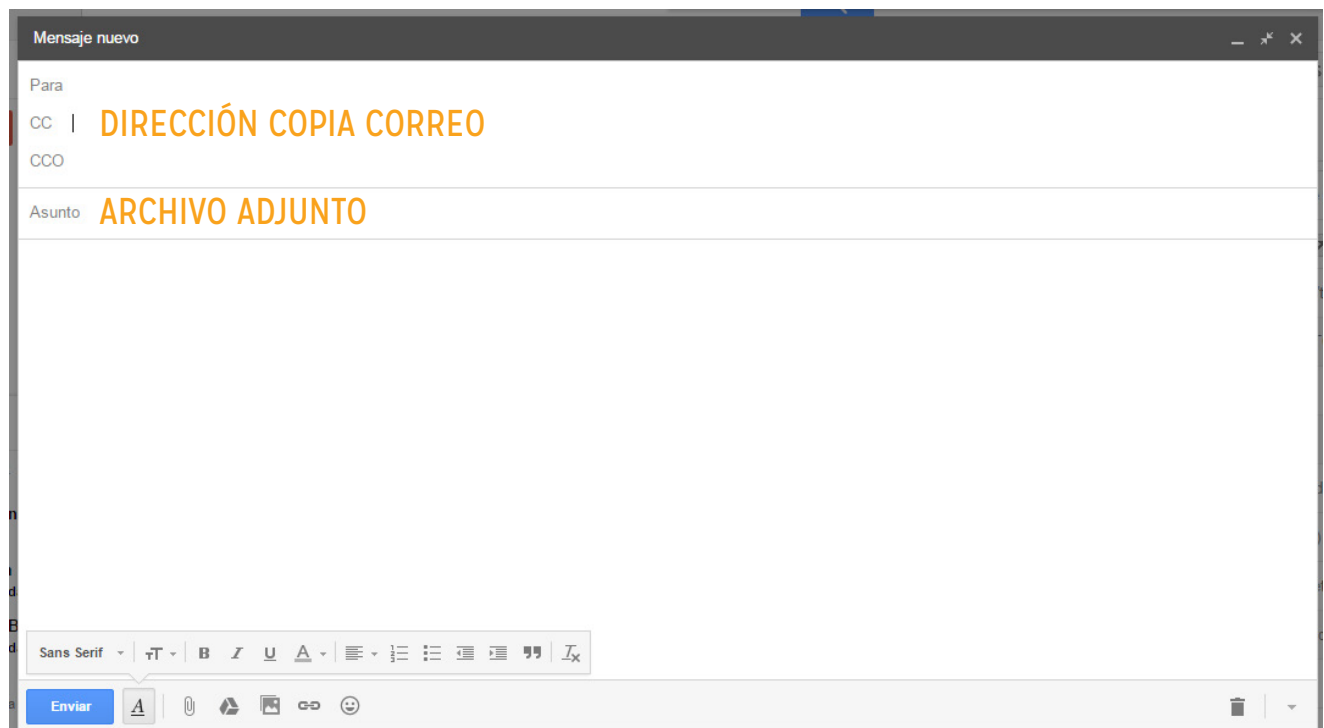 Mensaje nuevo
Para
CC DIRECCIÓN COPIA CORREO
CCO
Asunto ARCHIVO ADJUNTO
Sans Serif
Enviar